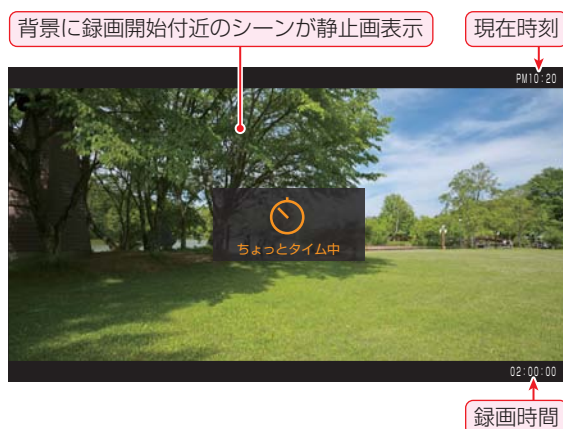 背景に録画開始付近のシーンが静止画表示
現在時刻
PM10:20
ちょっとタイム中
02:00:00
録画時間